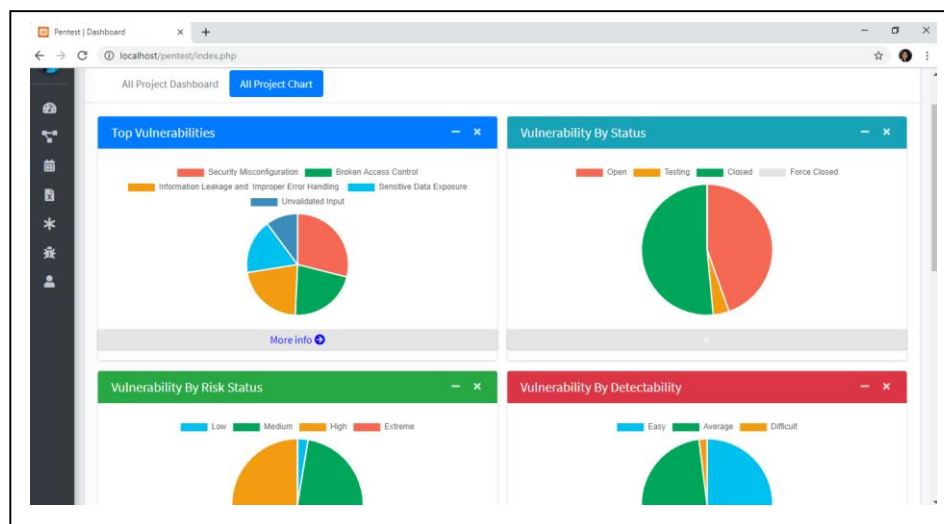 Pentest | Dashboard
localhost/pentest/index.php
All Project Dashboard All Project Chart
Top Vulnerabilities
Security Misconfiguration Broken Access Control
Information Leakage and Improper Error Handling Sensitive Data Exposure
Unvalidated Input
More info
Vulnerability By Status
Open Testing Closed Force Closed
Vulnerability By Risk Status
Low Medium High Extreme
Vulnerability By Detectability
Easy Average Difficult